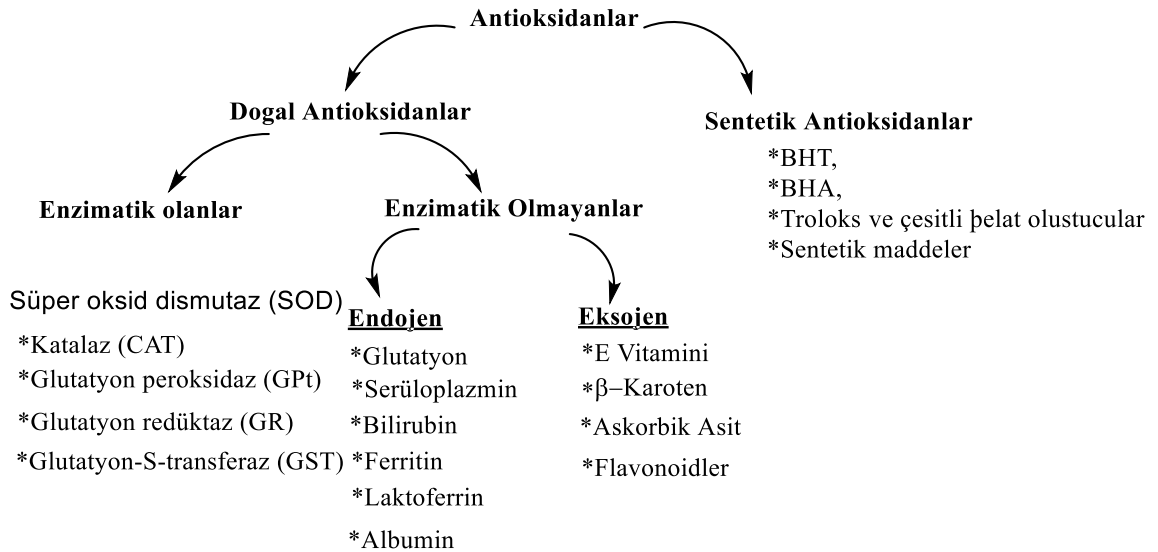 Antioksidanlar
Dogal Antioksidanlar
Sentetik Antioksidanlar
*BHT,
*BHA,
*Troloks ve çesitli þelat olustucular
*Sentetik maddeler
Enzimatik olanlar
Enzimatik Olmayanlar
Süper oksid dismutaz (SOD)
*Katalaz (CAT)
*Glutatyon peroksidaz (GPt)
*Glutatyon redüktaz (GR)
*Glutatyon-S-transferaz (GST)
Endojen
*Glutatyon
*Serüloplazmin
*Bilirubin
*Ferritin
*Laktoferrin
*Albumin
Eksojen
*E Vitamini
*β−Karoten
*Askorbik Asit
*Flavonoidler